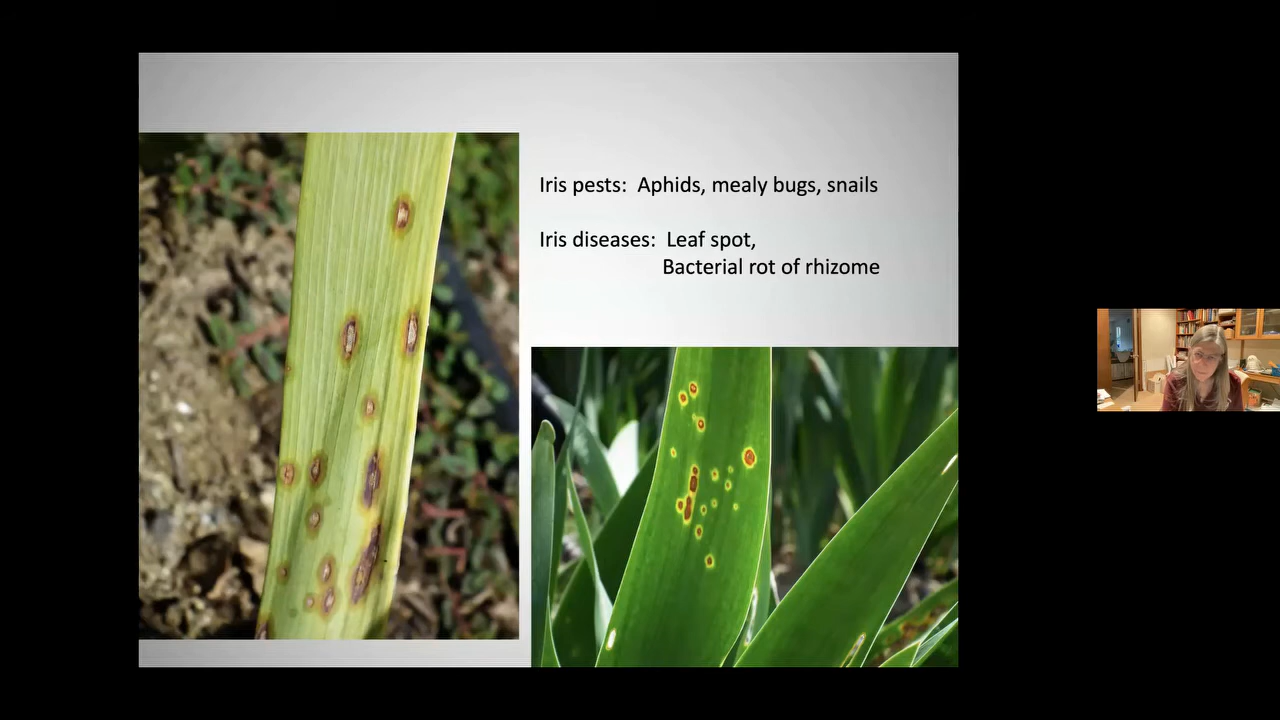 Iris pests:  Aphids, mealy bugs, snails
Iris diseases:  Leaf spot,
Bacterial rot of rhizome